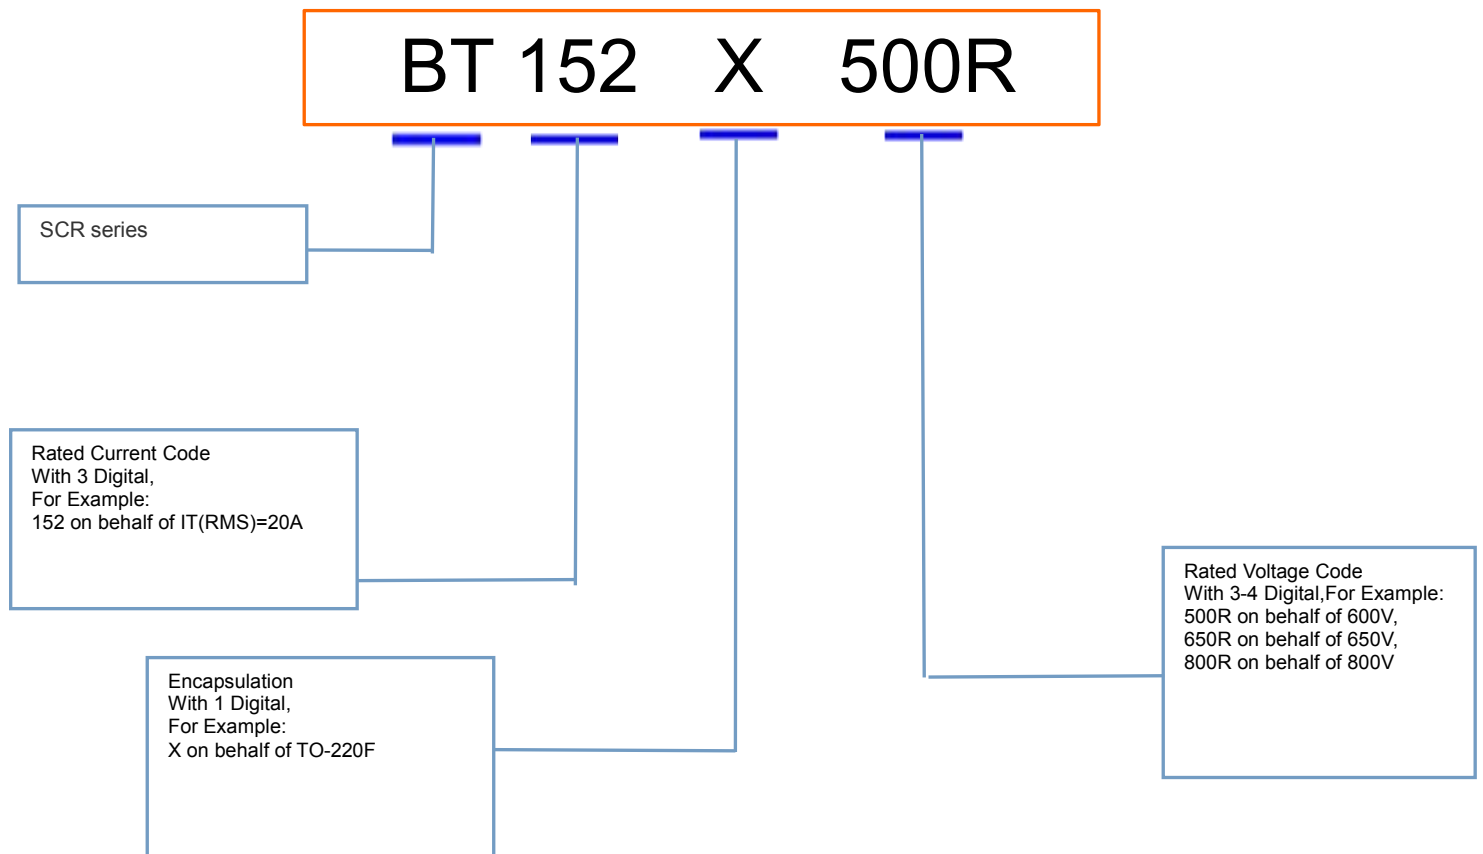 BT 152 X 500R
SCR series
Rated Current Code
With 3 Digital,
For Example:
152 on behalf of IT(RMS)=20A
Rated Voltage Code
With 3-4 Digital,For Example:
500R on behalf of 600V,
650R on behalf of 650V,
800R on behalf of 800V
Encapsulation
With 1 Digital,
For Example:
X on behalf of TO-220F